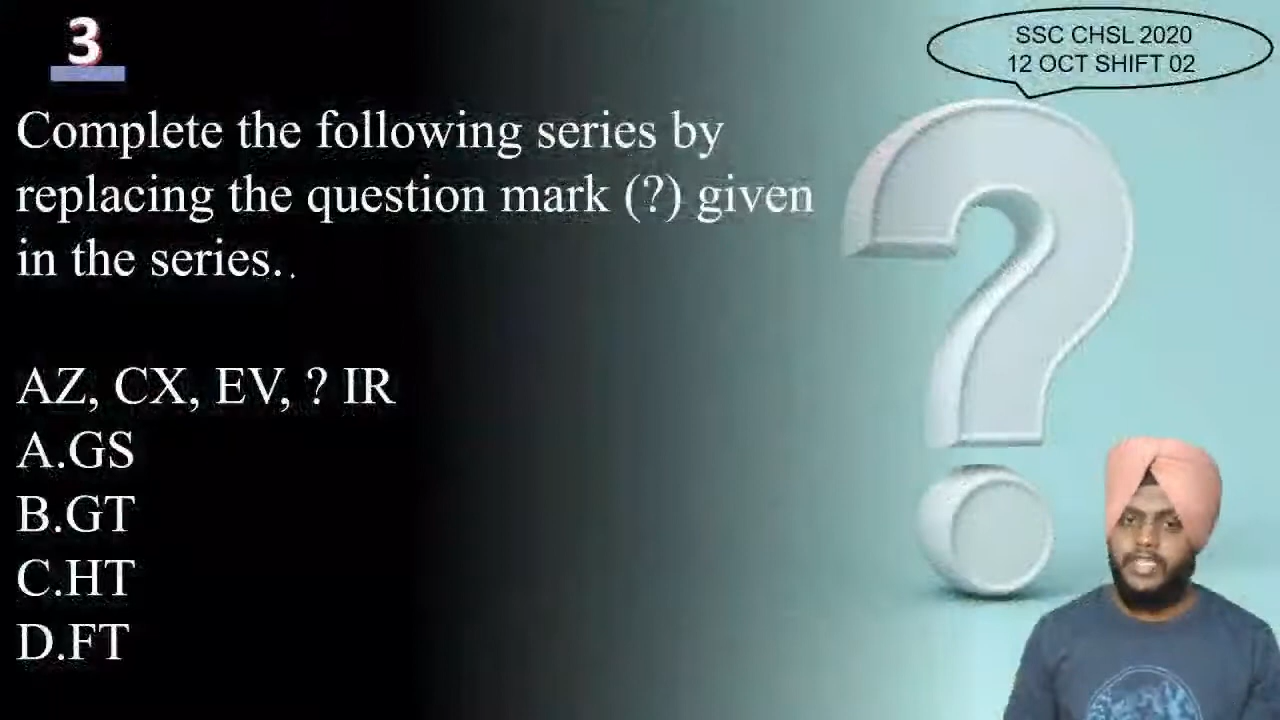 3
SSC CHSL 2020
12 OCT SHIFT 02
Complete the following series by
replacing the question mark (?) given
in the series. .
AZ, CX, EV, ? IR
A.GS
B.GT
C.HT
D.FT